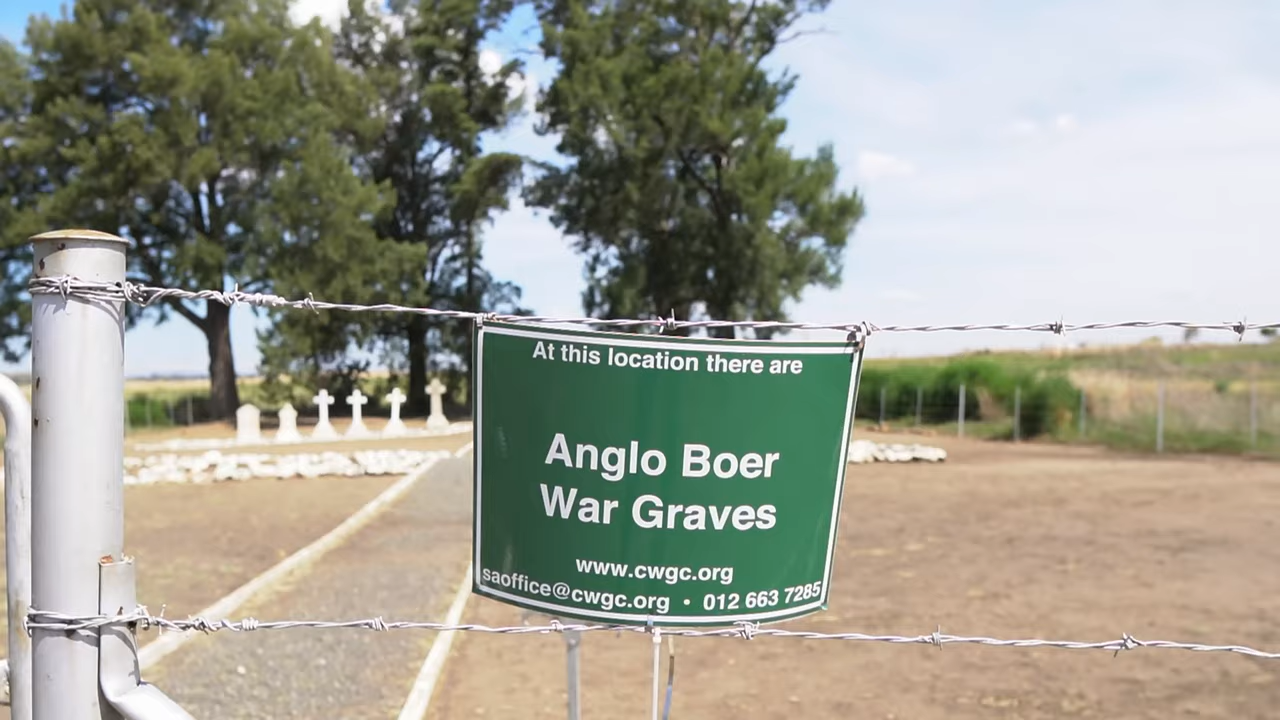 At this location there are
Anglo Boer
War Graves
www.cwgc.org
saoffice@cwgc.org • 012 663 7285